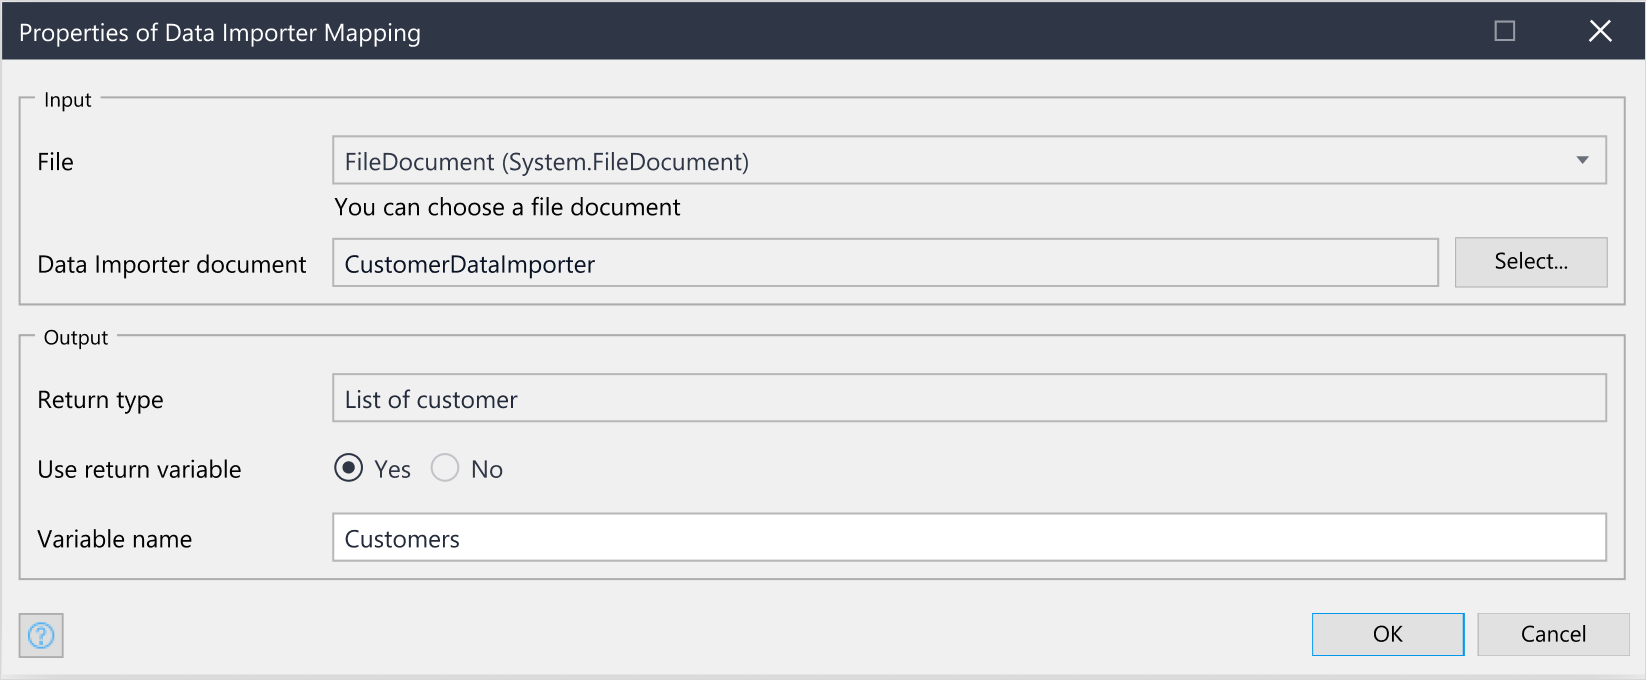 Properties of Data Importer Mapping
Input
File
FileDocument (System.FileDocument)
You can choose a file document
Data Importer document
CustomerDataImporter
Select...
Output
Return type
List of customer
Use return variable
Yes
No
Variable name
Customers
?
OK
Cancel